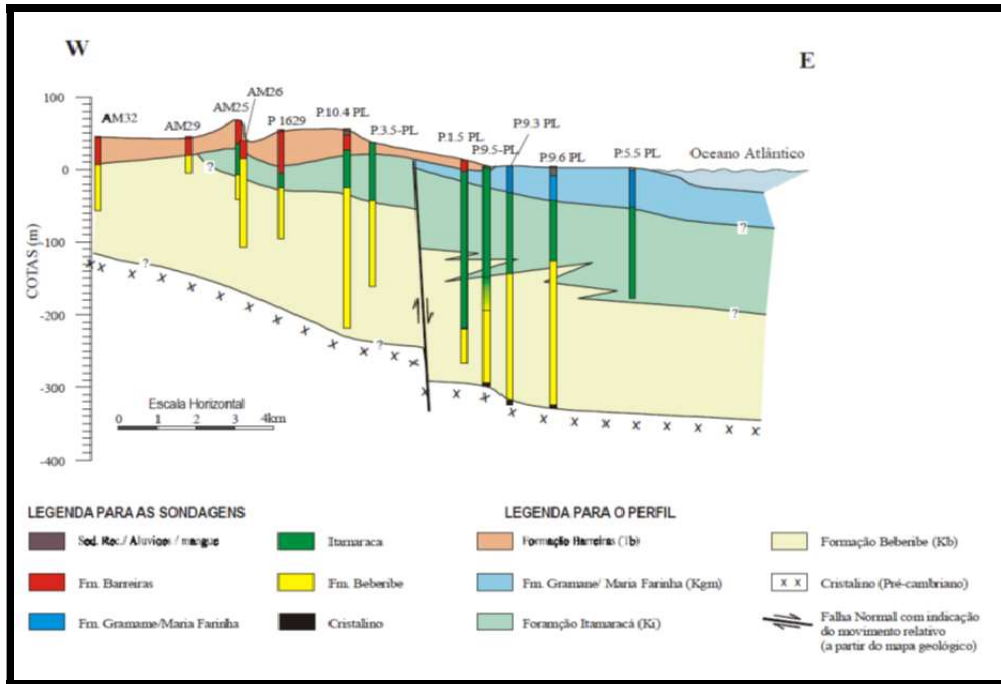 W
E
AM32
AM29
AM25
AM26
P 1629
P.10.4 PL
P.3.5-PL
P.1.5 PL
P.9.5-PL
P.9.3 PL
P.9.6 PL
P.5.5 PL
Oceano Atlântico
COTAS (m)
100
0
-100
-200
-300
-400
?
?
?
?
?
Escala Horizontal
0 1 2 3 4km
LEGENDA PARA AS SONDAGENS
Sed. Rec./ Aluviões / mangue
Fm. Barreiras
Fm. Gramame/Maria Farinha
Itamaraca
Fm. Beberibe
Cristalino
LEGENDA PARA O PERFIL
Formação Barreiras (Tb)
Fm. Gramane/ Maria Farinha (Kgm)
Foramção Itamaracá (Ki)
Formação Beberibe (Kb)
x x Cristalino (Pré-cambriano)
Falha Normal com indicação
do movimento relativo
(a partir do mapa geológico)